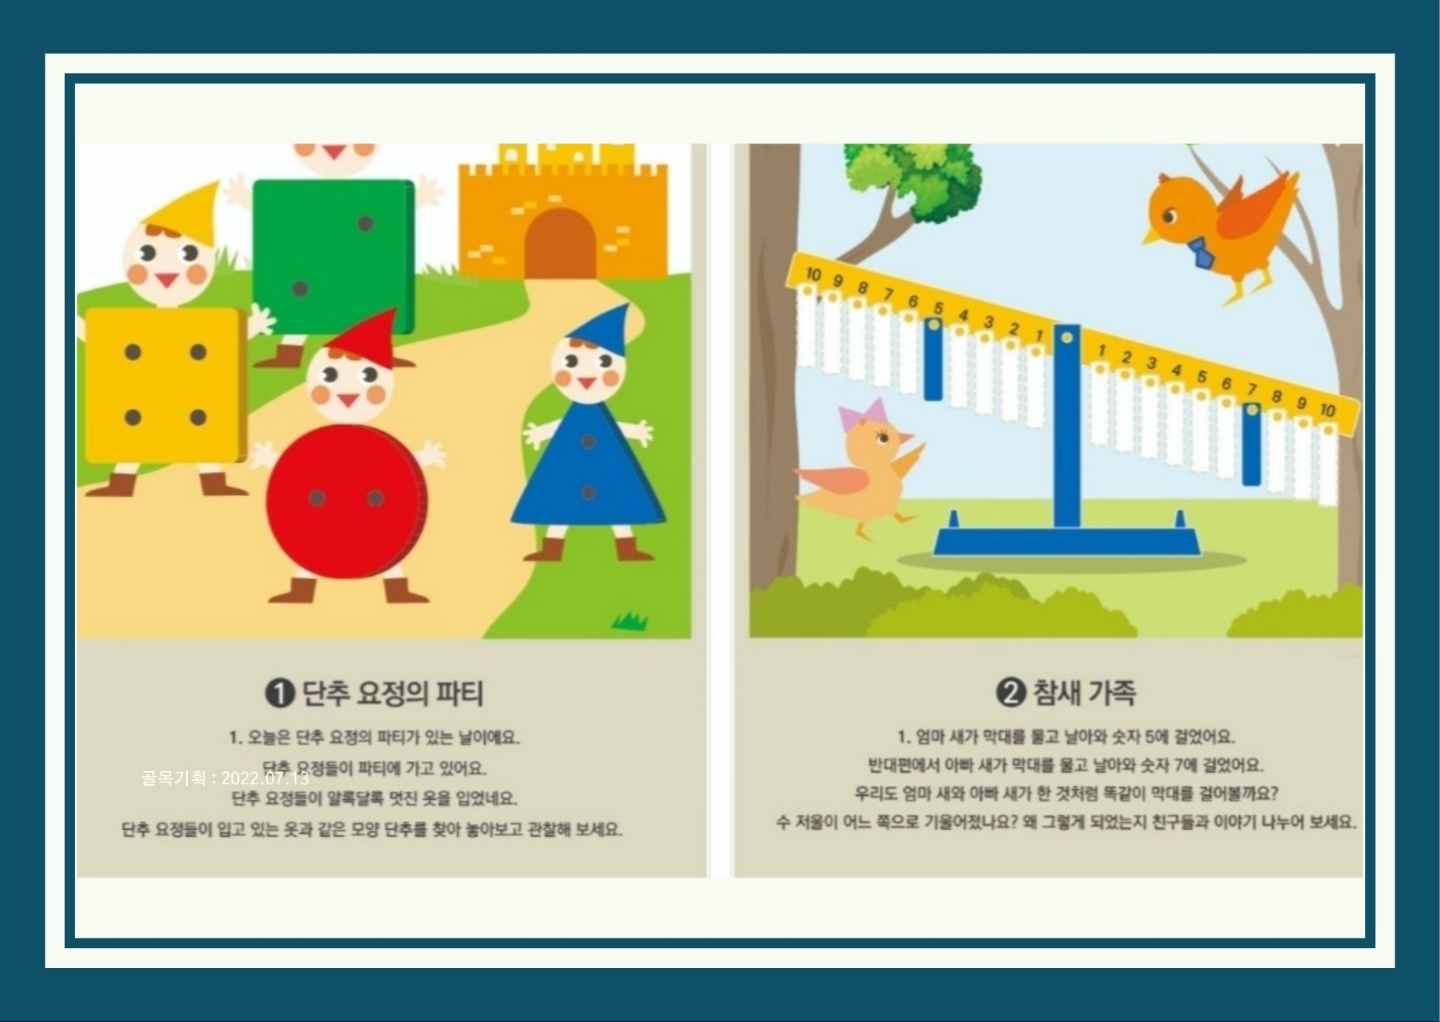 10 9 8 7 6 5 4 3 2 1 1 2 3 4 5 6 7 8 9 10
❶ 단추 요정의 파티
1. 오늘은 단추 요정의 파티가 있는 날이에요.
단추 요정들이 파티에 가고 있어요.
골목기획 : 2022.07.13
단추 요정들이 알록달록 멋진 옷을 입었네요.
단추 요정들이 입고 있는 옷과 같은 모양 단추를 찾아 놓아보고 관찰해 보세요.
❷ 참새 가족
1. 엄마 새가 막대를 물고 날아와 숫자 5에 걸었어요.
반대편에서 아빠 새가 막대를 물고 날아와 숫자 7에 걸었어요.
우리도 엄마 새와 아빠 새가 한 것처럼 똑같이 막대를 걸어볼까요?
수 저울이 어느 쪽으로 기울어졌나요? 왜 그렇게 되었는지 친구들과 이야기 나누어 보세요.